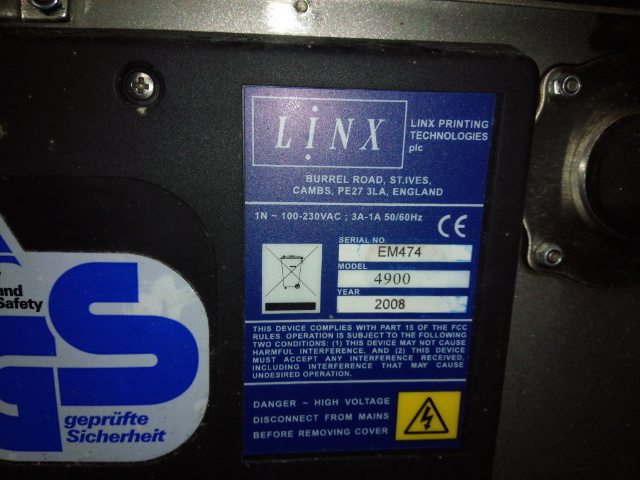 LINX
LINX PRINTING
TECHNOLOGIES
plc
BURREL ROAD, ST.IVES,
CAMBS, PE27 3LA, ENGLAND
1N ~ 100-230VAC ; 3A-1A 50/60Hz
CE
SERIAL NO.
EM474
MODEL
4900
YEAR
2008
THIS DEVICE COMPLIES WITH PART 15 OF THE FCC
RULES. OPERATION IS SUBJECT TO THE FOLLOWING
TWO CONDITIONS: (1) THIS DEVICE MAY NOT CAUSE
HARMFUL INTERFERENCE, AND (2) THIS DEVICE
MUST ACCEPT ANY INTERFERENCE RECEIVED,
INCLUDING INTERFERENCE THAT MAY CAUSE
UNDESIRED OPERATION.
DANGER ~ HIGH VOLTAGE
DISCONNECT FROM MAINS
BEFORE REMOVING COVER
and
Safety
GS
geprüfte
Sicherheit